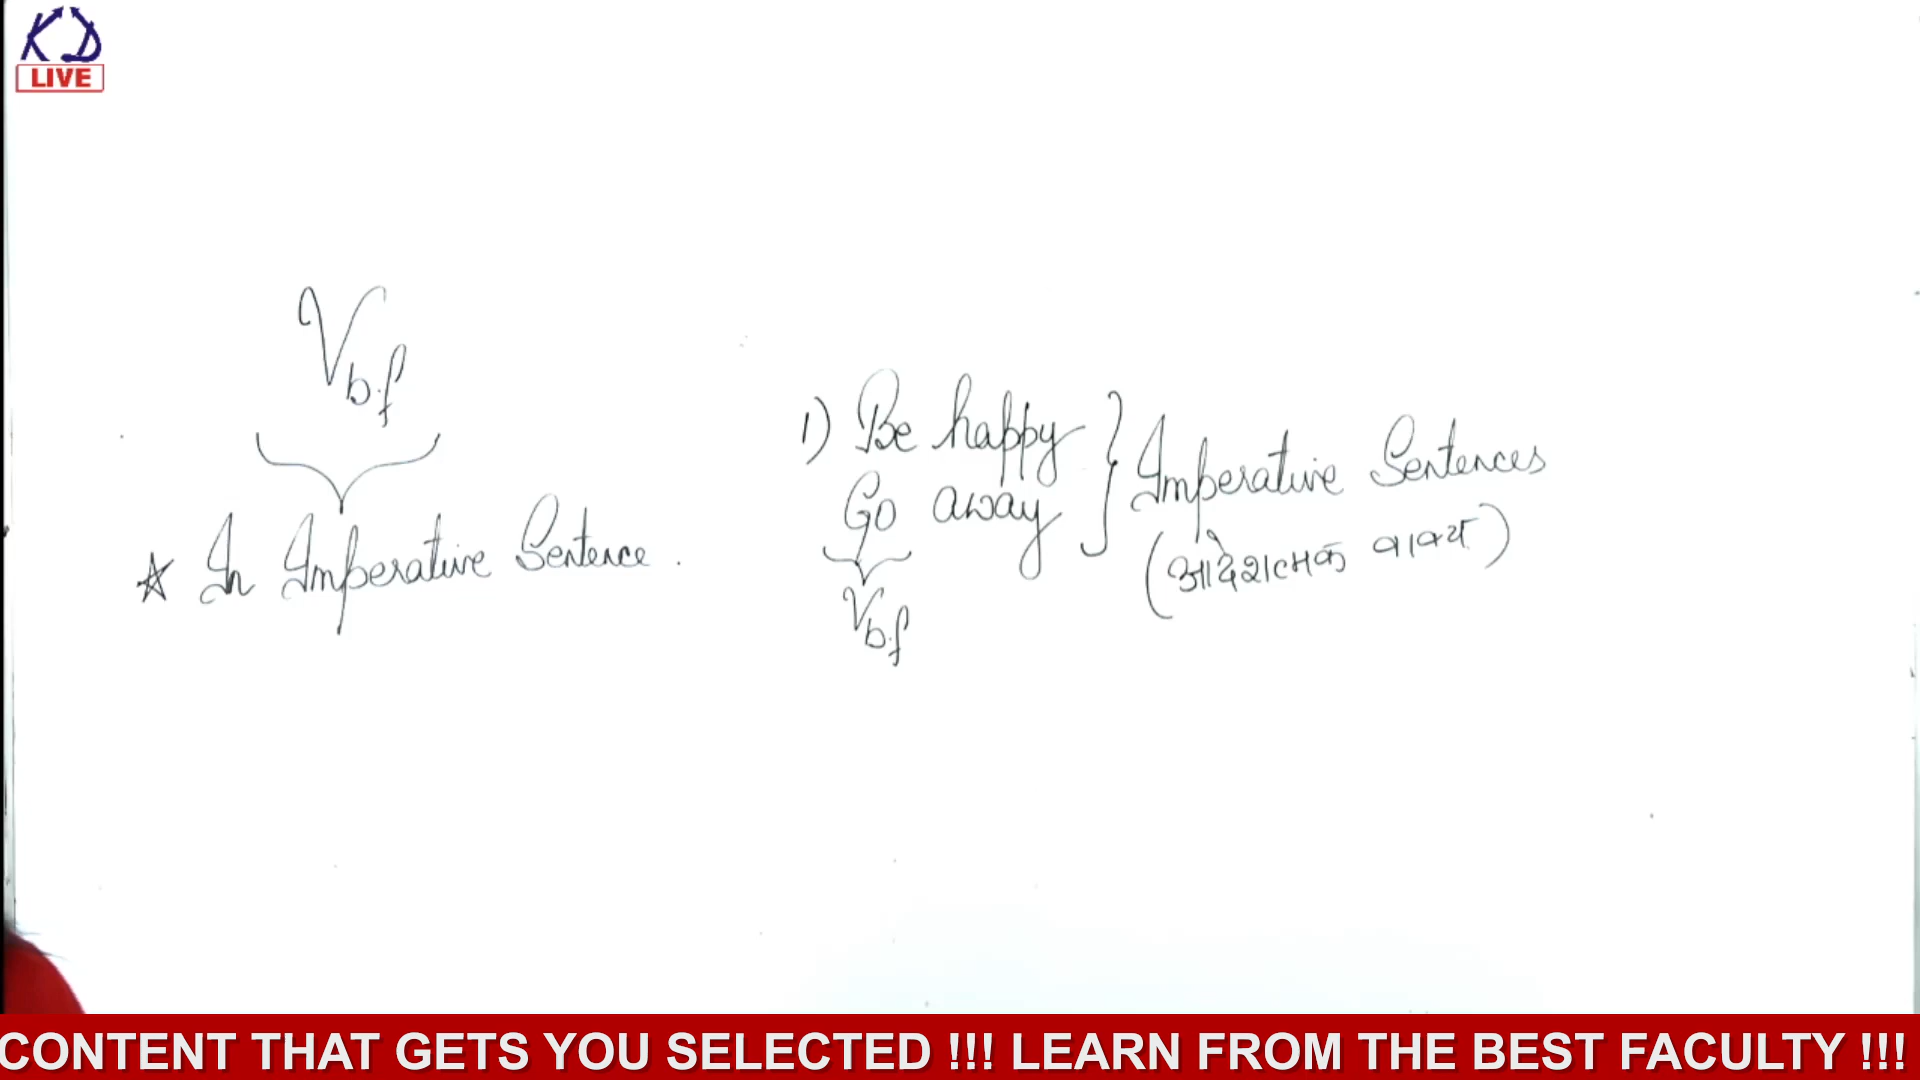 KD
LIVE
Vb.f
☆ In Imperative Sentence.
1) Be happy
Go away
Vb.f
} Imperative Sentences
(आदेशात्मक वाक्य)
CONTENT THAT GETS YOU SELECTED !!! LEARN FROM THE BEST FACULTY !!!